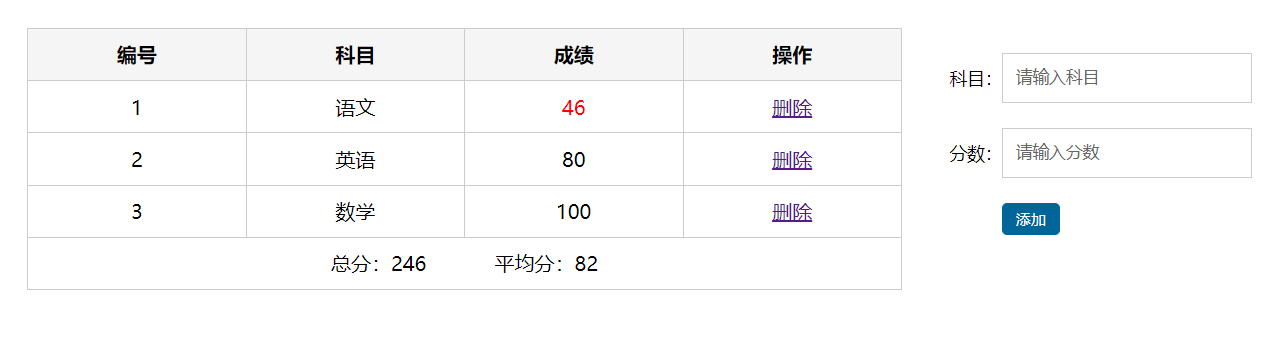 编号 科目 成绩 操作
1 语文 46 删除
2 英语 80 删除
3 数学 100 删除
总分：246 平均分：82
科目： 请输入科目
分数： 请输入分数
添加